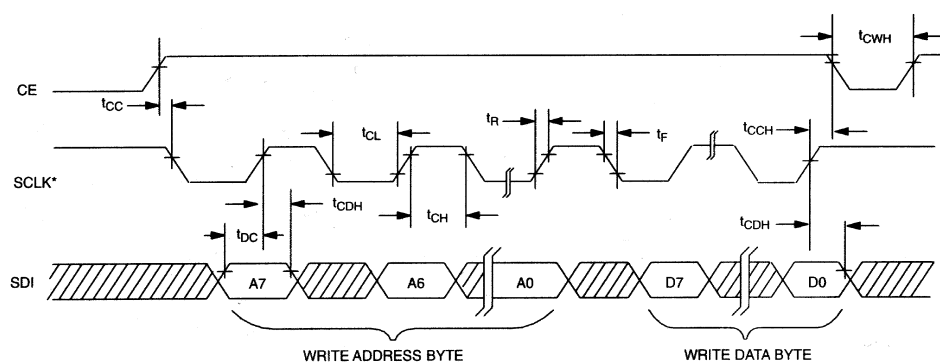 tCWH
CE
tCC
tCL
tR
tF
tCCH
SCLK*
tCDH
tCH
tCDH
tDC
SDI
A7
A6
A0
D7
D0
WRITE ADDRESS BYTE
WRITE DATA BYTE